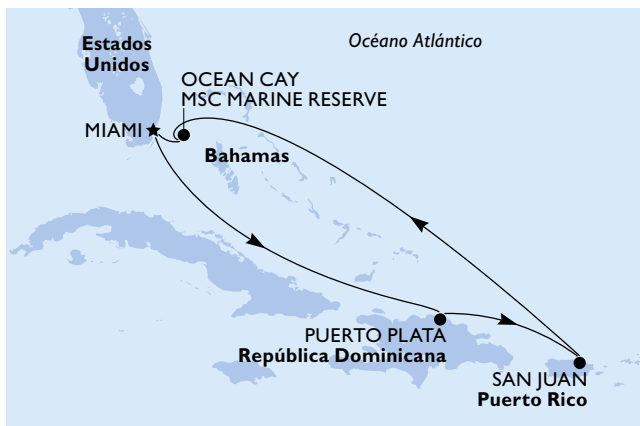 Estados
Unidos
Océano Atlántico
OCEAN CAY
MSC MARINE RESERVE
MIAMI
Bahamas
PUERTO PLATA
República Dominicana
SAN JUAN
Puerto Rico